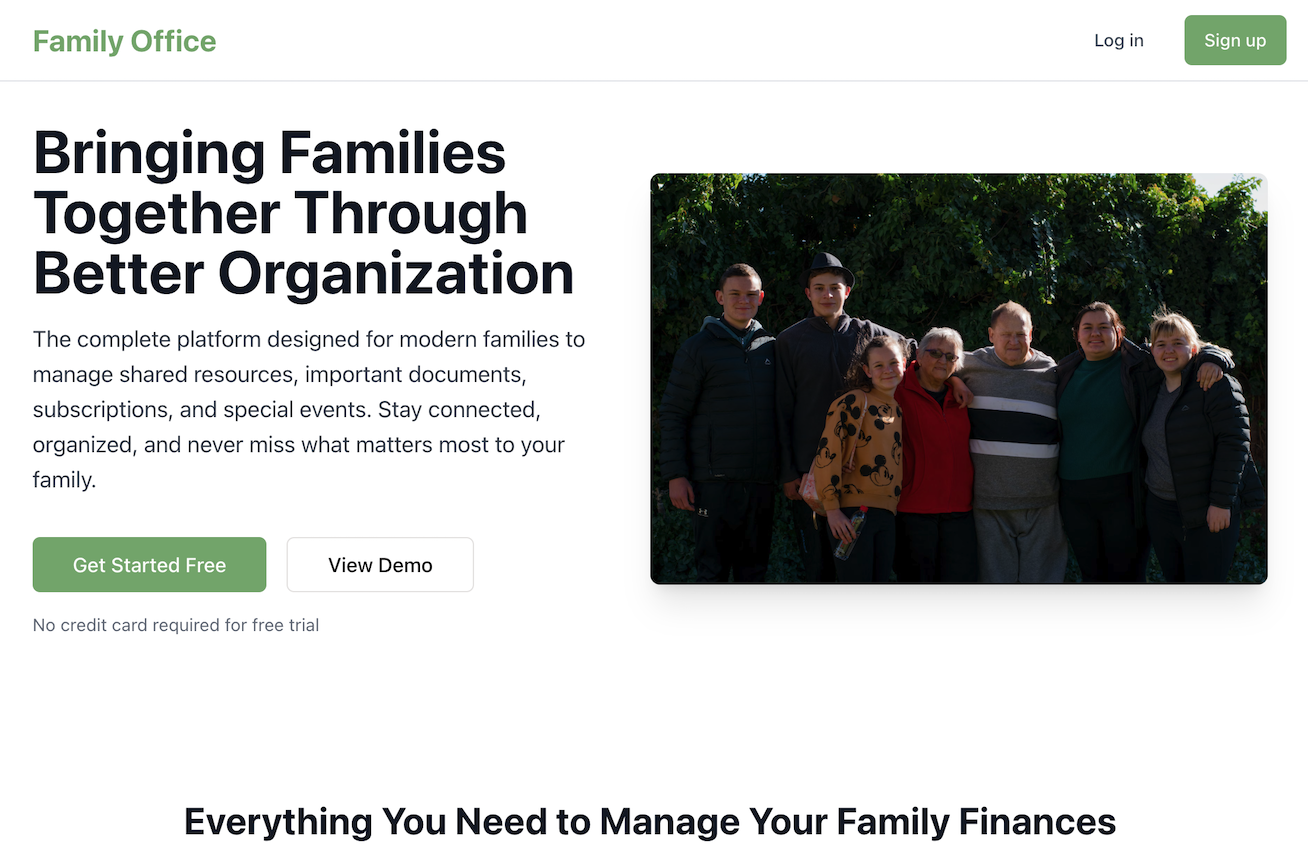 Family Office
Log in
Sign up
Bringing Families
Together Through
Better Organization
The complete platform designed for modern families to
manage shared resources, important documents,
subscriptions, and special events. Stay connected,
organized, and never miss what matters most to your
family.
Get Started Free
View Demo
No credit card required for free trial
Everything You Need to Manage Your Family Finances